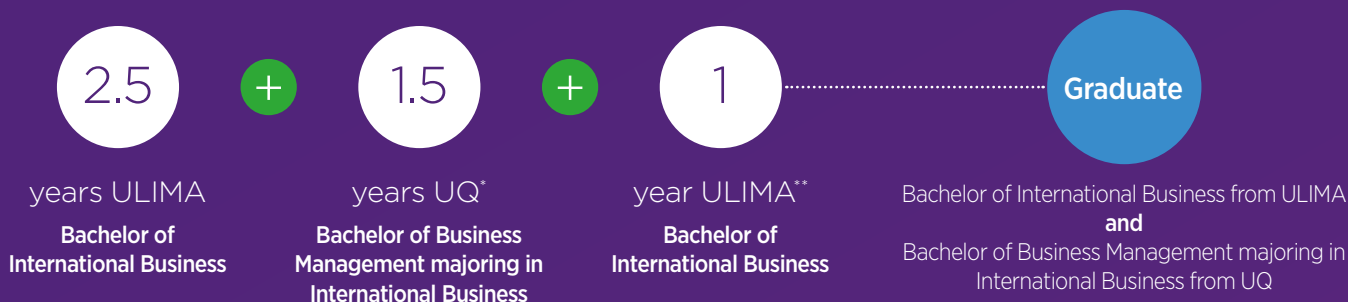 2.5
+
1.5
+
1
Graduate
years ULIMA
Bachelor of
International Business
years UQ*
Bachelor of Business
Management majoring in
International Business
year ULIMA**
Bachelor of
International Business
Bachelor of International Business from ULIMA
and
Bachelor of Business Management majoring in
International Business from UQ